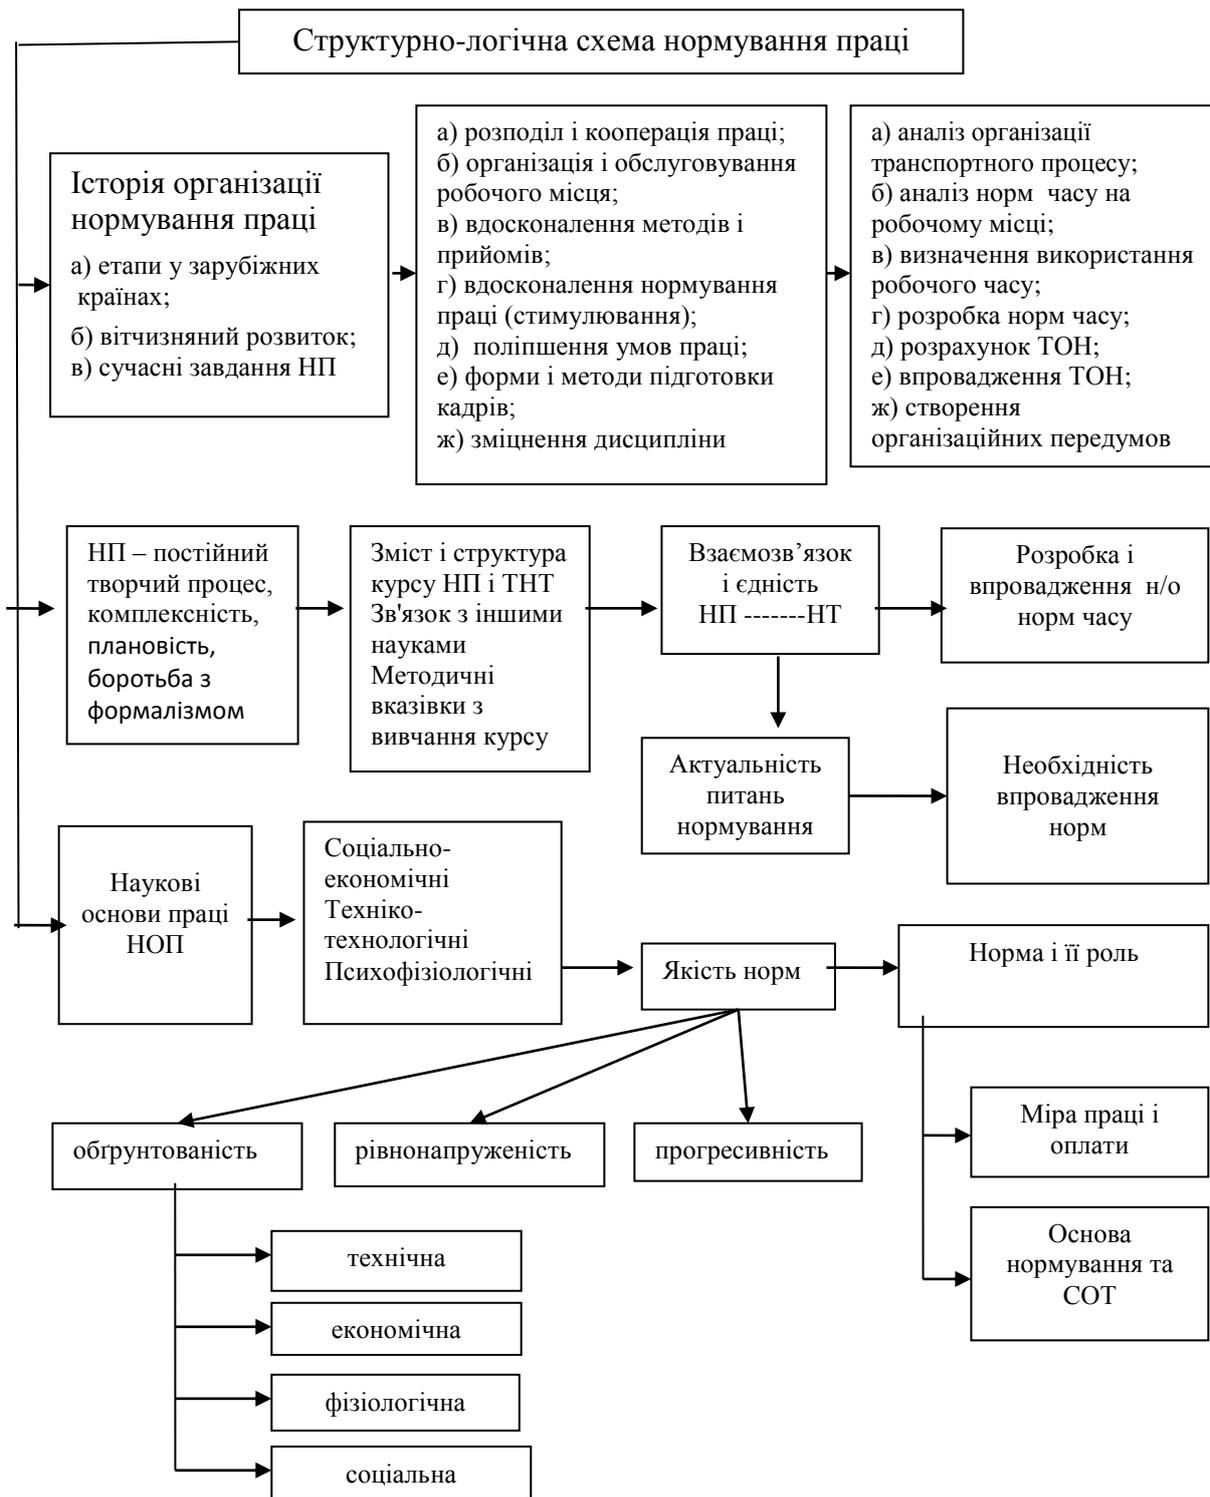 Структурно-логічна схема нормування праці
Історія організації
нормування праці
а) етапи у зарубіжних
країнах;
б) вітчизняний розвиток;
в) сучасні завдання НП
а) розподіл і кооперація праці;
б) організація і обслуговування
робочого місця;
в) вдосконалення методів і
прийомів;
г) вдосконалення нормування
праці (стимулювання);
д) поліпшення умов праці;
е) форми і методи підготовки
кадрів;
ж) зміцнення дисципліни
а) аналіз організації
транспортного процесу;
б) аналіз норм часу на
робочому місці;
в) визначення використання
робочого часу;
г) розробка норм часу;
д) розрахунок ТОН;
е) впровадження ТОН;
ж) створення
організаційних передумов
НП – постійний
творчий процес,
комплексність,
плановість,
боротьба з
формалізмом
Зміст і структура
курсу НП і ТНТ
Зв'язок з іншими
науками
Методичні
вказівки з
вивчання курсу
Взаємозв’язок
і єдність
НП -------НТ
Розробка і
впровадження н/о
норм часу
Актуальність
питань
нормування
Необхідність
впровадження
норм
Наукові
основи праці
НОП
Соціально-
економічні
Техніко-
технологічні
Психофізіологічні
Якість норм
Норма і її роль
обґрунтованість
рівнонапруженість
прогресивність
Міра праці і
оплати
Основа
нормування та
СОТ
технічна
економічна
фізіологічна
соціальна